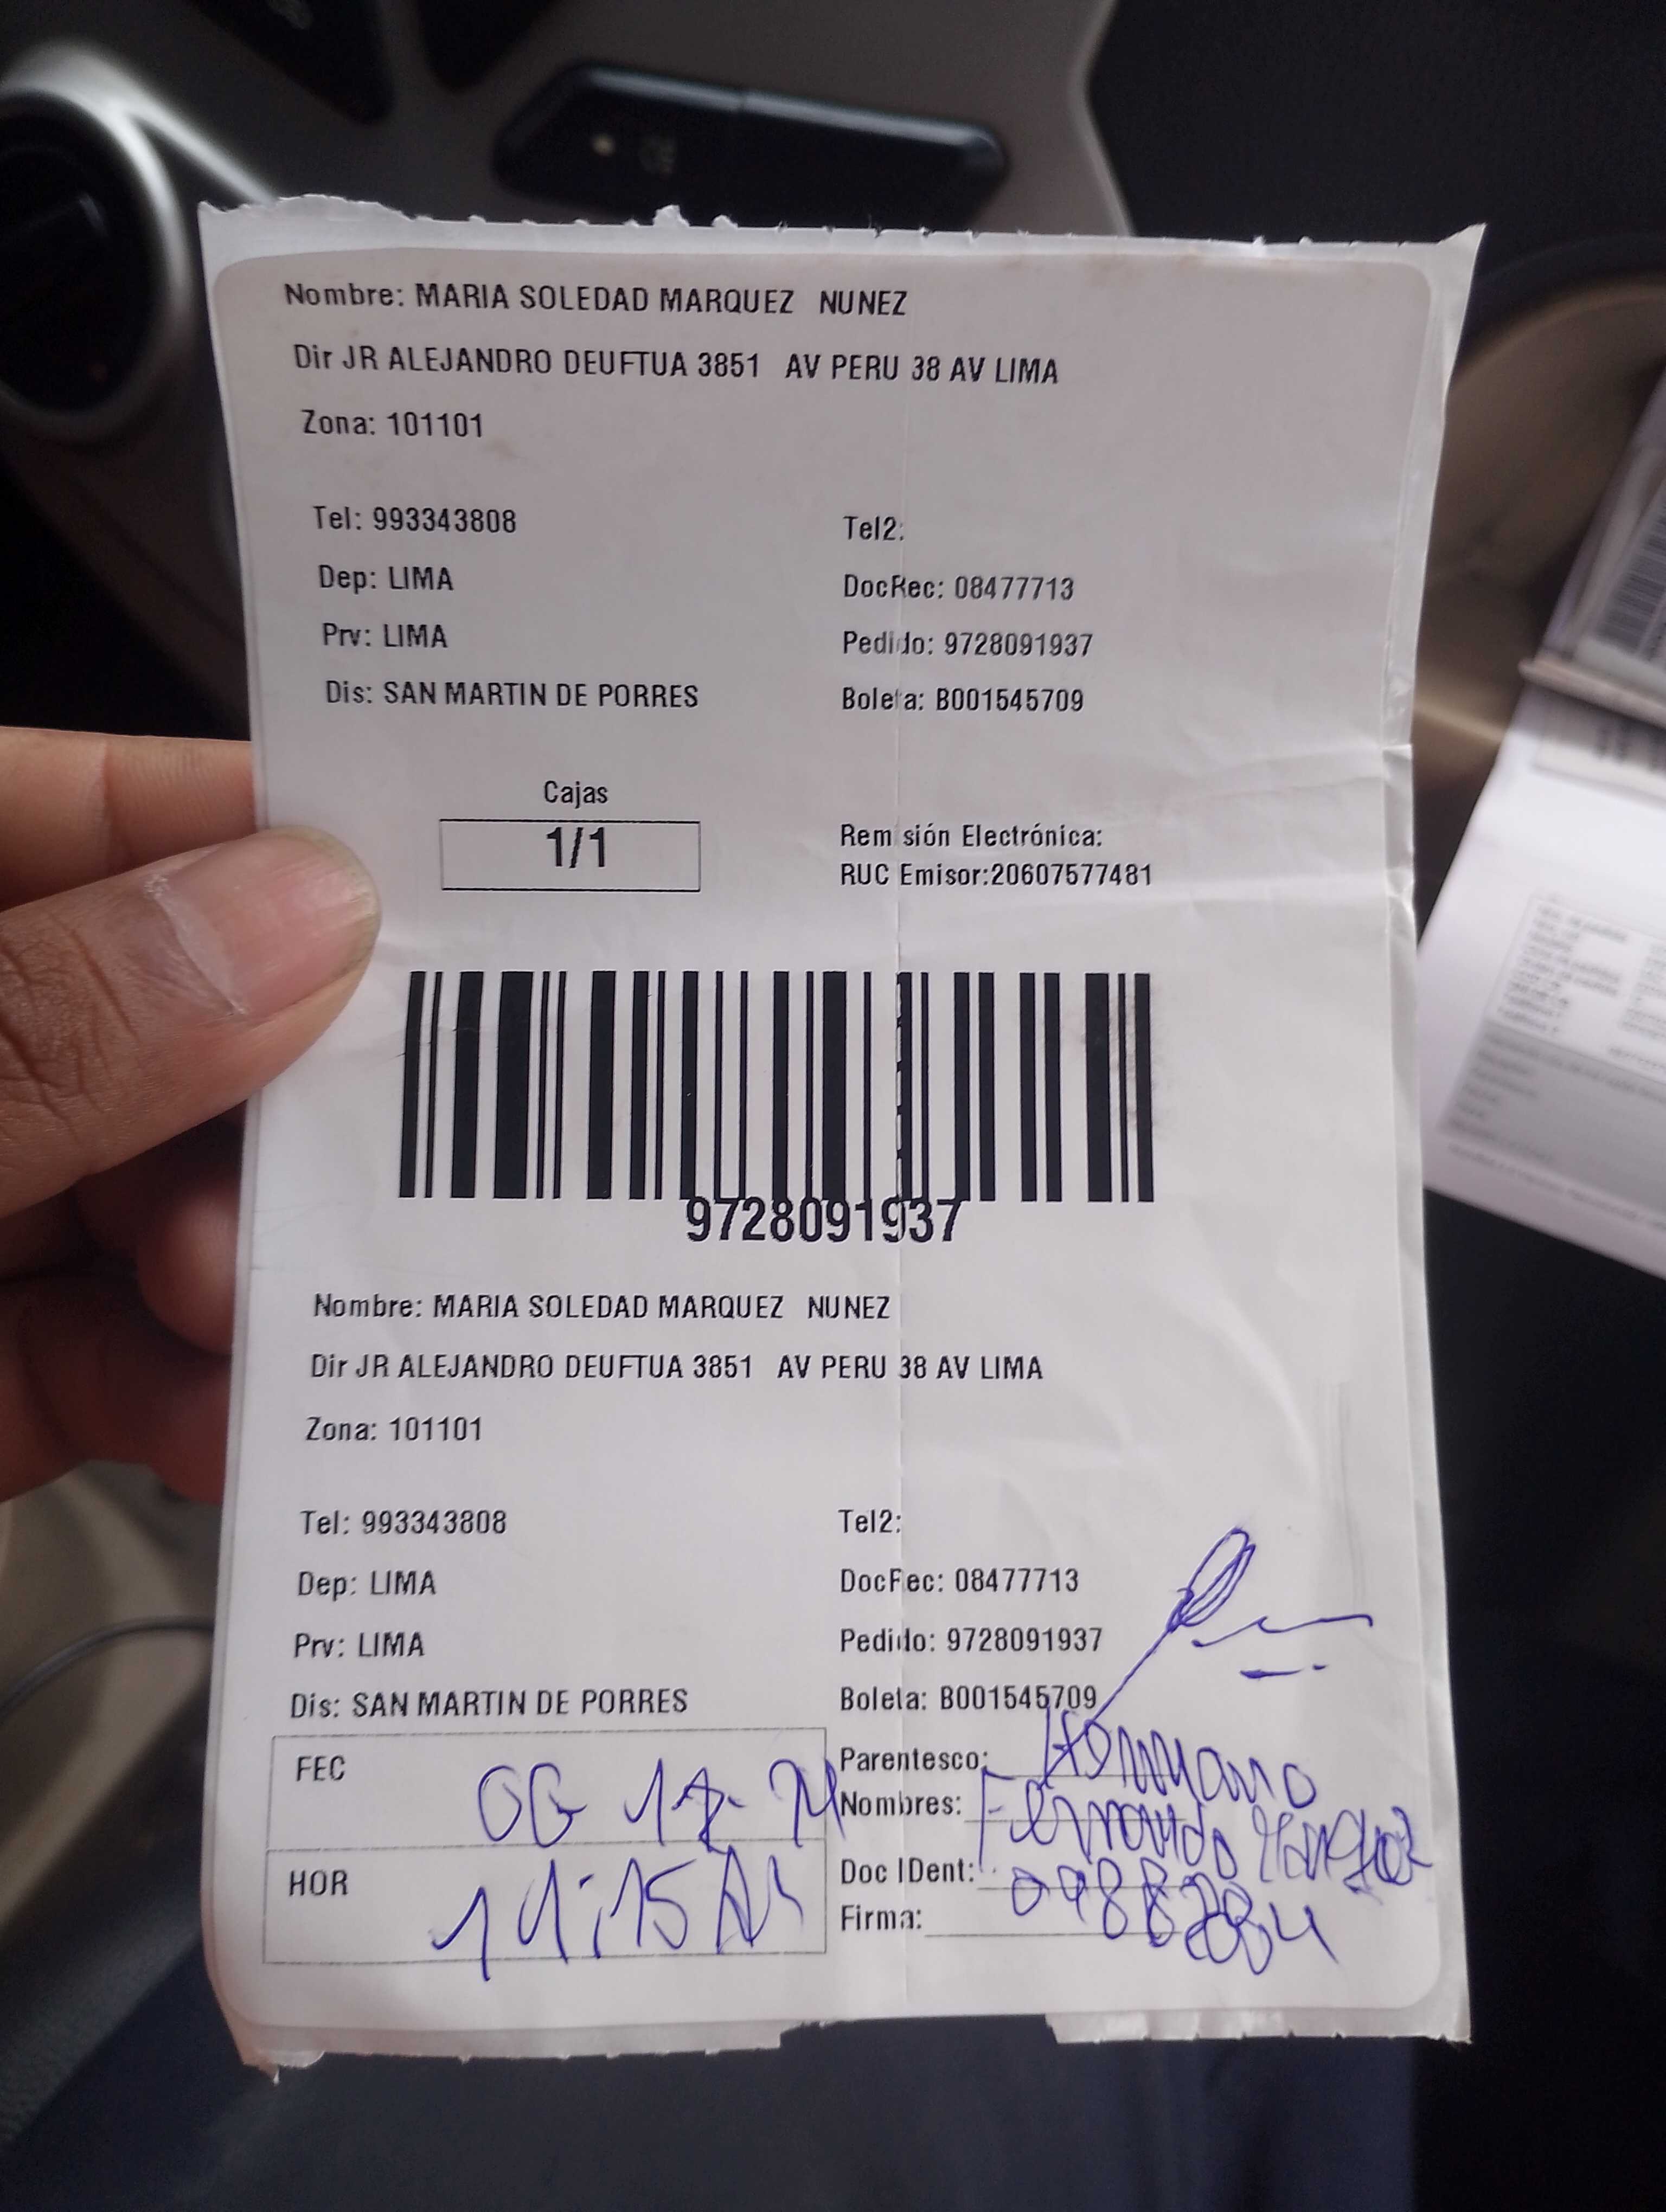 Nombre: MARIA SOLEDAD MARQUEZ NUNEZ
Dir JR ALEJANDRO DEUFTUA 3851 AV PERU 38 AV LIMA
Zona: 101101
Tel: 993343808 Tel2:
Dep: LIMA DocRec: 08477713
Prv: LIMA Pedido: 9728091937
Dis: SAN MARTIN DE PORRES Boleta: B001545709
Cajas
1/1
Remisión Electrónica:
RUC Emisor:20607577481
9728091937
Nombre: MARIA SOLEDAD MARQUEZ NUNEZ
Dir JR ALEJANDRO DEUFTUA 3851 AV PERU 38 AV LIMA
Zona: 101101
Tel: 993343808 Tel2:
Dep: LIMA DocRec: 08477713
Prv: LIMA Pedido: 9728091937
Dis: SAN MARTIN DE PORRES Boleta: B001545709
FEC
HOR
Parentesco:
Nombres: Fernando
Doc IDent:
Firma: